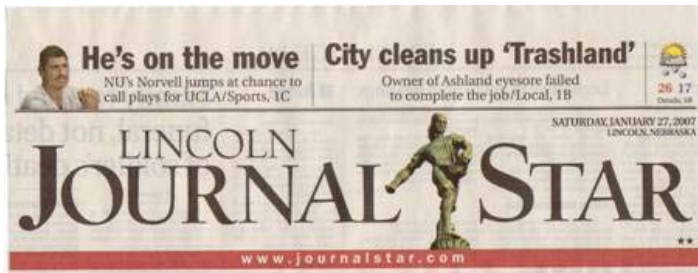 He's on the move
NU's Norvell jumps at chance to
call plays for UCLA/Sports, 1C
City cleans up 'Trashland'
Owner of Ashland eyesore failed
to complete the job/Local, 1B
26 17
SATURDAY, JANUARY 27, 2007
LINCOLN, NEBRASKA
LINCOLN
JOURNAL STAR
★★
www.journalstar.com